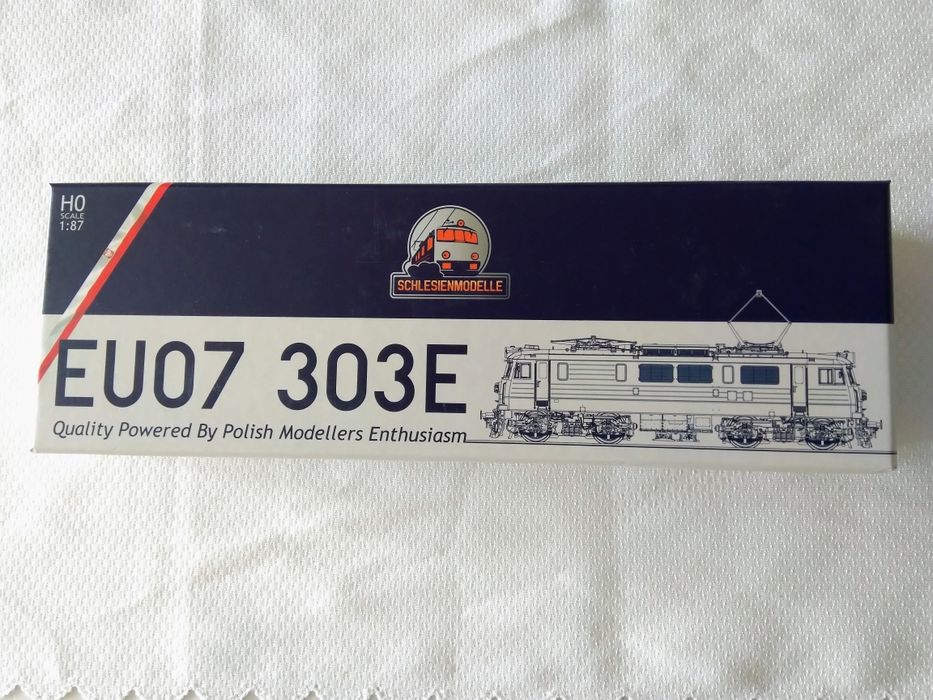 H0
SCALE
1:87
SCHLESIENMODELLE
EU07 303E
Quality Powered By Polish Modellers Enthusiasm